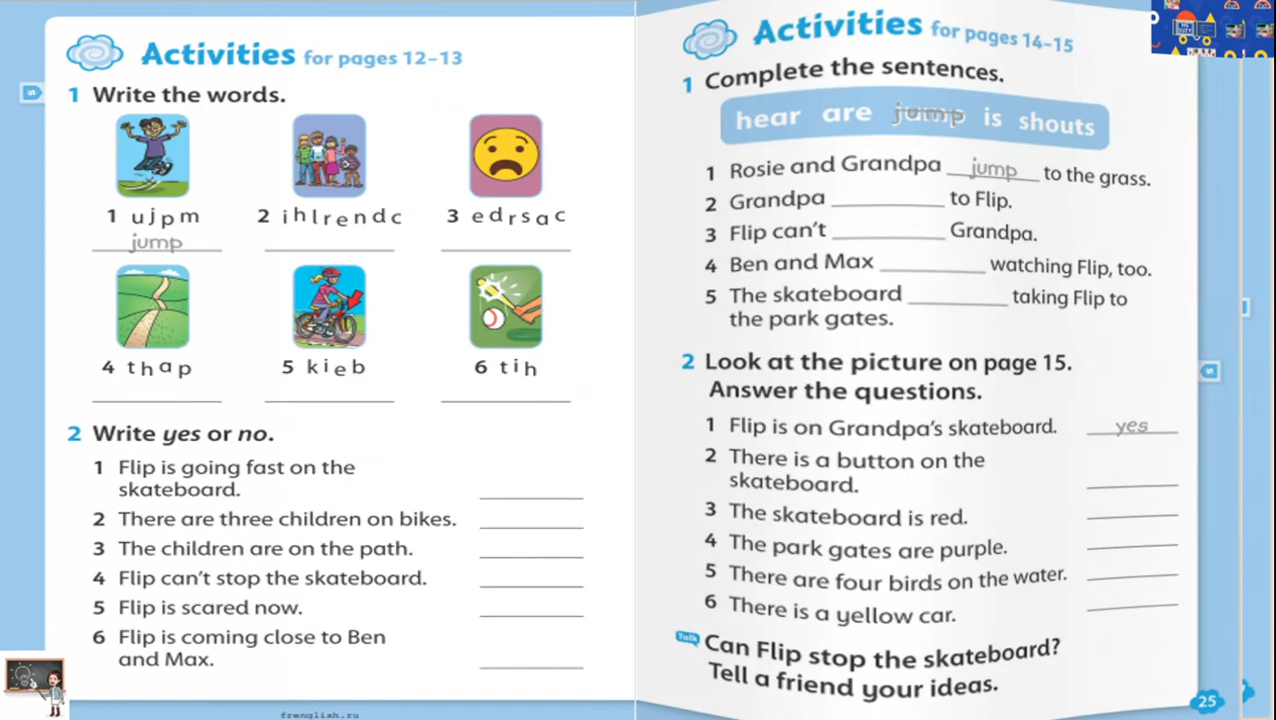 Activities for pages 12–13
1 Write the words.
1 ujpm 2 ihlrendc 3 edrsac
jump
4 thap 5 kieb 6 tih
2 Write yes or no.
1 Flip is going fast on the
skateboard.
2 There are three children on bikes.
3 The children are on the path.
4 Flip can't stop the skateboard.
5 Flip is scared now.
6 Flip is coming close to Ben
and Max.
frenglish.ru
Activities for pages 14–15
1 Complete the sentences.
hear are jump is shouts
1 Rosie and Grandpa jump to the grass.
2 Grandpa to Flip.
3 Flip can't Grandpa.
4 Ben and Max watching Flip, too.
5 The skateboard taking Flip to
the park gates.
2 Look at the picture on page 15.
Answer the questions.
1 Flip is on Grandpa's skateboard. yes
2 There is a button on the
skateboard.
3 The skateboard is red.
4 The park gates are purple.
5 There are four birds on the water.
6 There is a yellow car.
Talk Can Flip stop the skateboard?
Tell a friend your ideas.
25